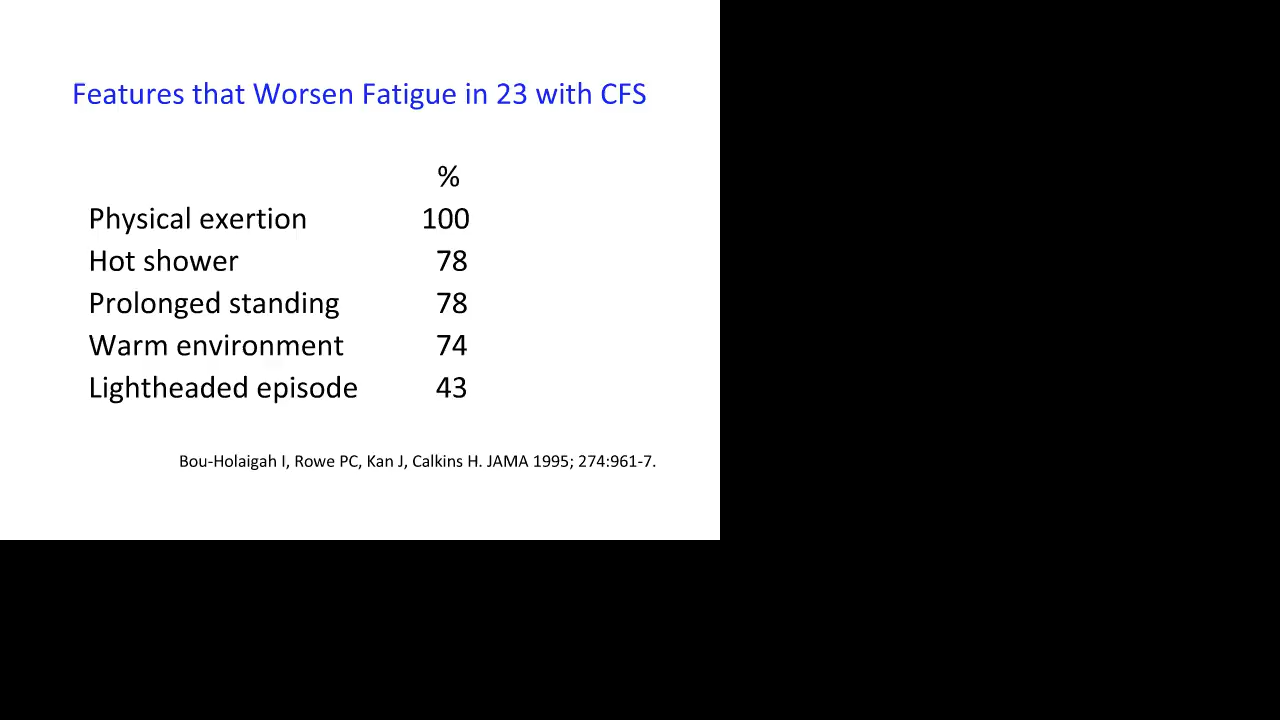 Features that Worsen Fatigue in 23 with CFS
%
Physical exertion 100
Hot shower 78
Prolonged standing 78
Warm environment 74
Lightheaded episode 43
Bou-Holaigah I, Rowe PC, Kan J, Calkins H. JAMA 1995; 274:961-7.